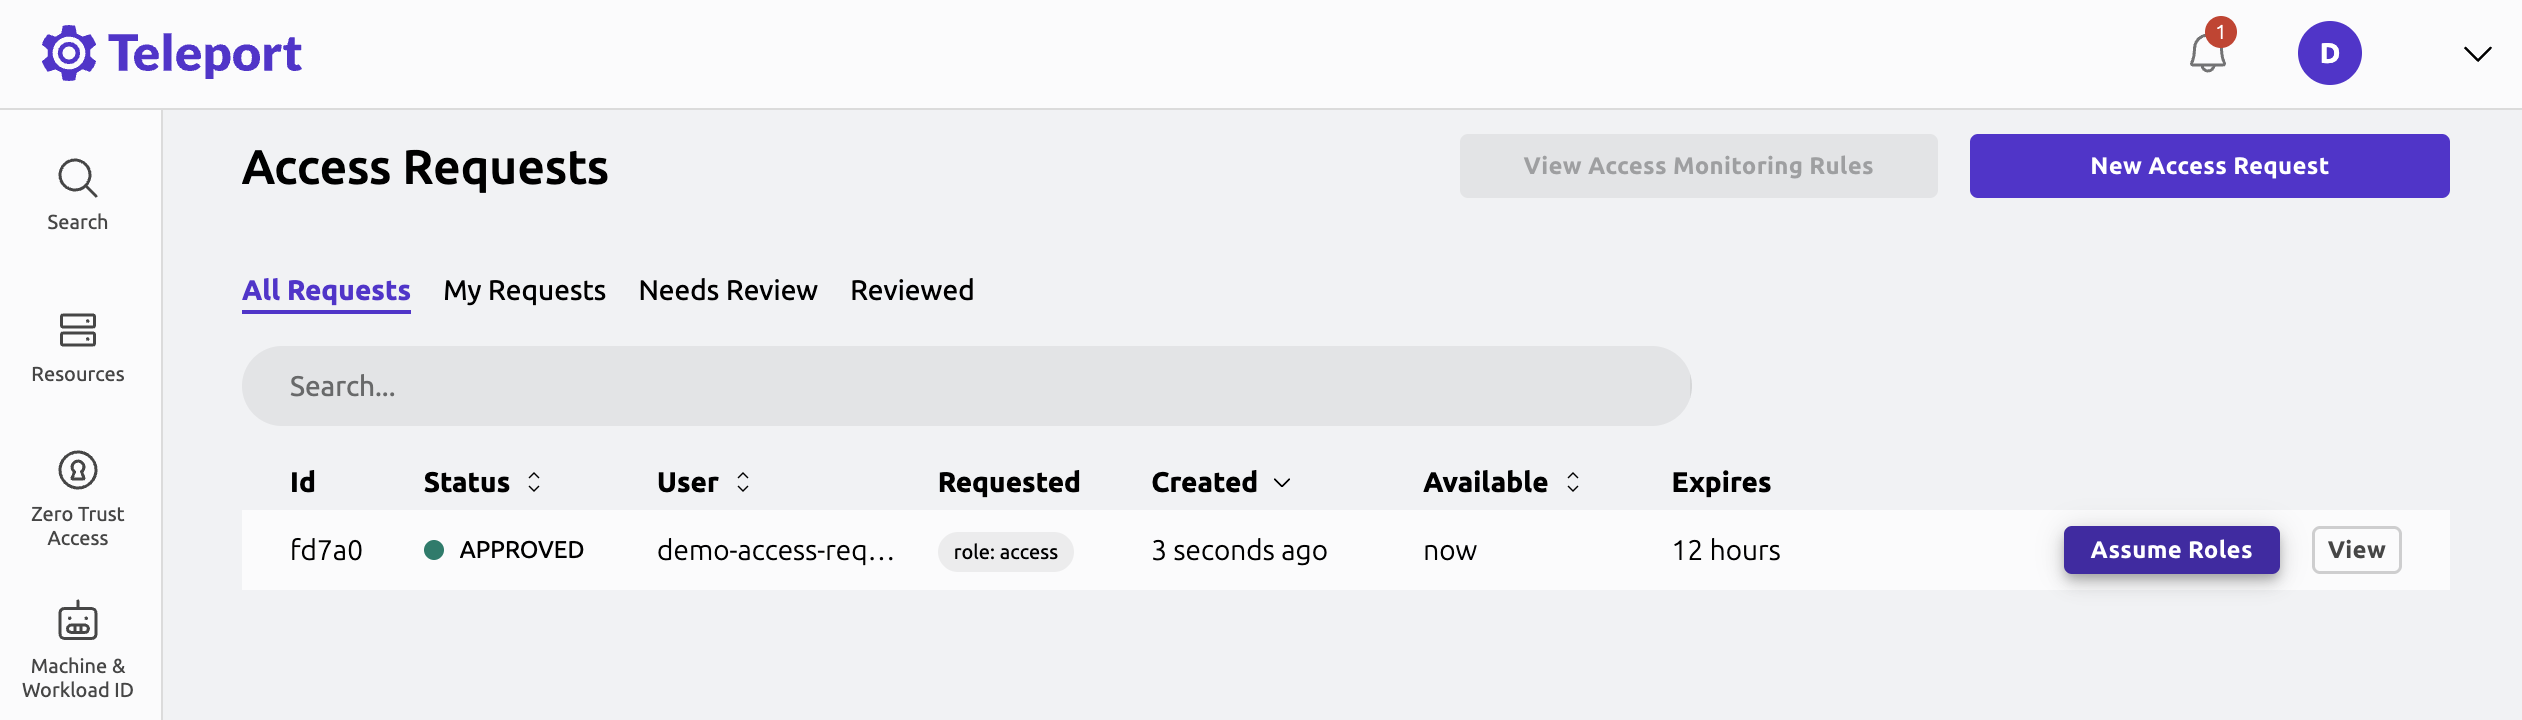 Teleport
1
D
Search
Resources
Zero Trust
Access
Machine &
Workload ID
Access Requests
View Access Monitoring Rules
New Access Request
All Requests My Requests Needs Review Reviewed
Search...
Id Status User Requested Created Available Expires
fd7a0 APPROVED demo-access-req... role: access 3 seconds ago now 12 hours Assume Roles View